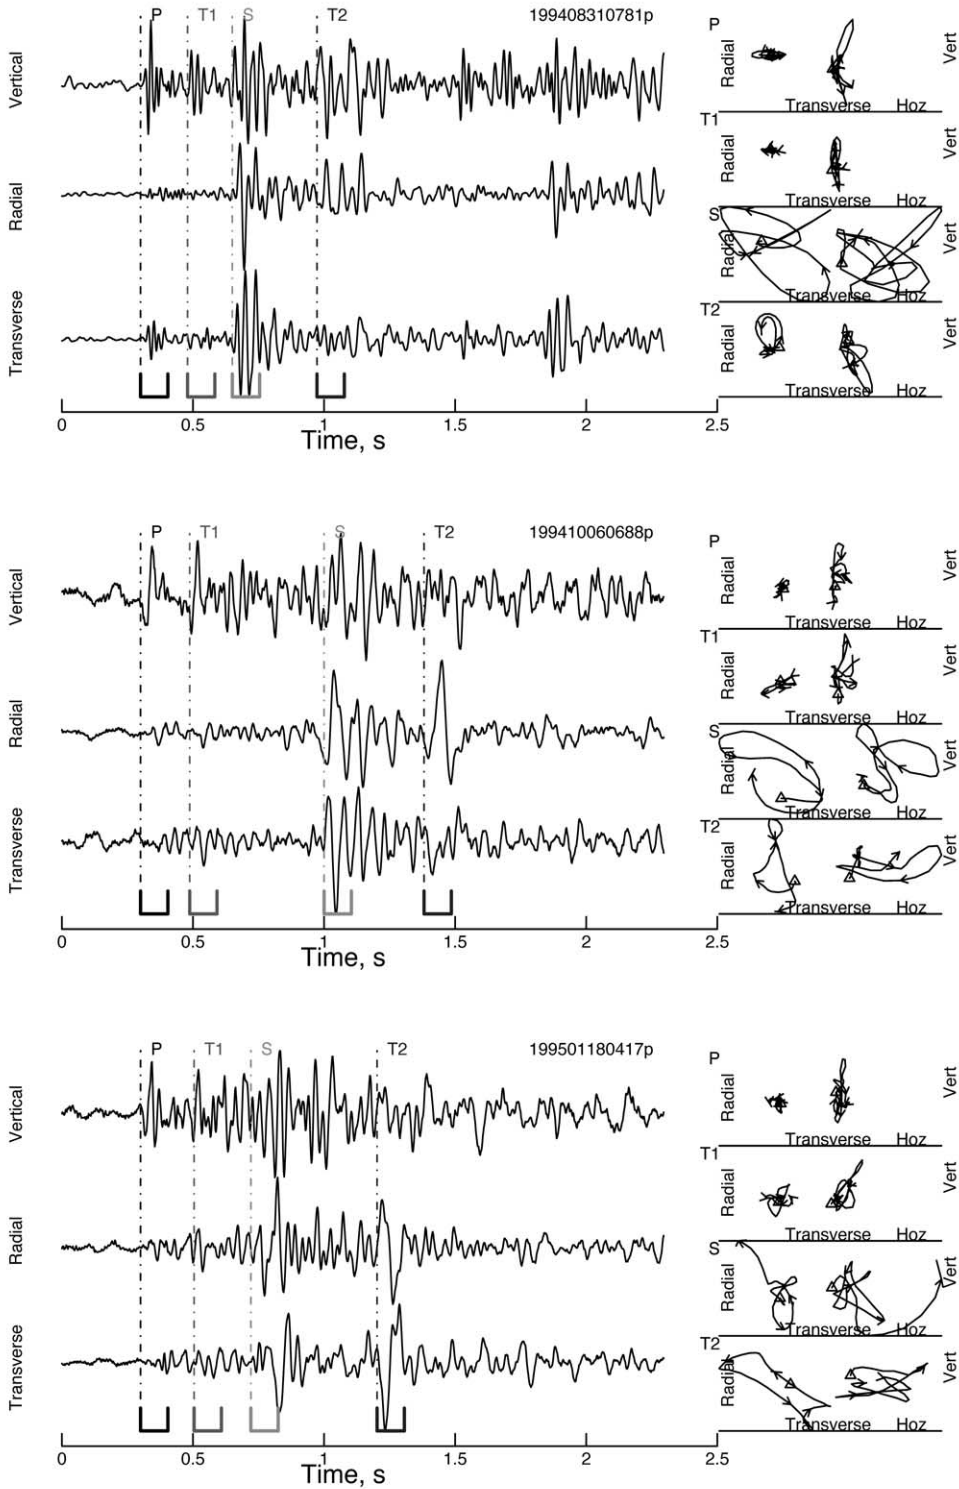 P T1 S T2 199408310781p
Vertical
Radial
Transverse
0 0.5 1 1.5 2 2.5
Time, s
P
Radial
Vert
Transverse Hoz
T1
Radial
Vert
Transverse Hoz
S
Radial
Vert
Transverse Hoz
T2
Radial
Vert
Transverse Hoz
P T1 S T2 199410060688p
Vertical
Radial
Transverse
0 0.5 1 1.5 2 2.5
Time, s
P
Radial
Vert
Transverse Hoz
T1
Radial
Vert
Transverse Hoz
S
Radial
Vert
Transverse Hoz
T2
Radial
Vert
Transverse Hoz
P T1 S T2 199501180417p
Vertical
Radial
Transverse
0 0.5 1 1.5 2 2.5
Time, s
P
Radial
Vert
Transverse Hoz
T1
Radial
Vert
Transverse Hoz
S
Radial
Vert
Transverse Hoz
T2
Radial
Vert
Transverse Hoz